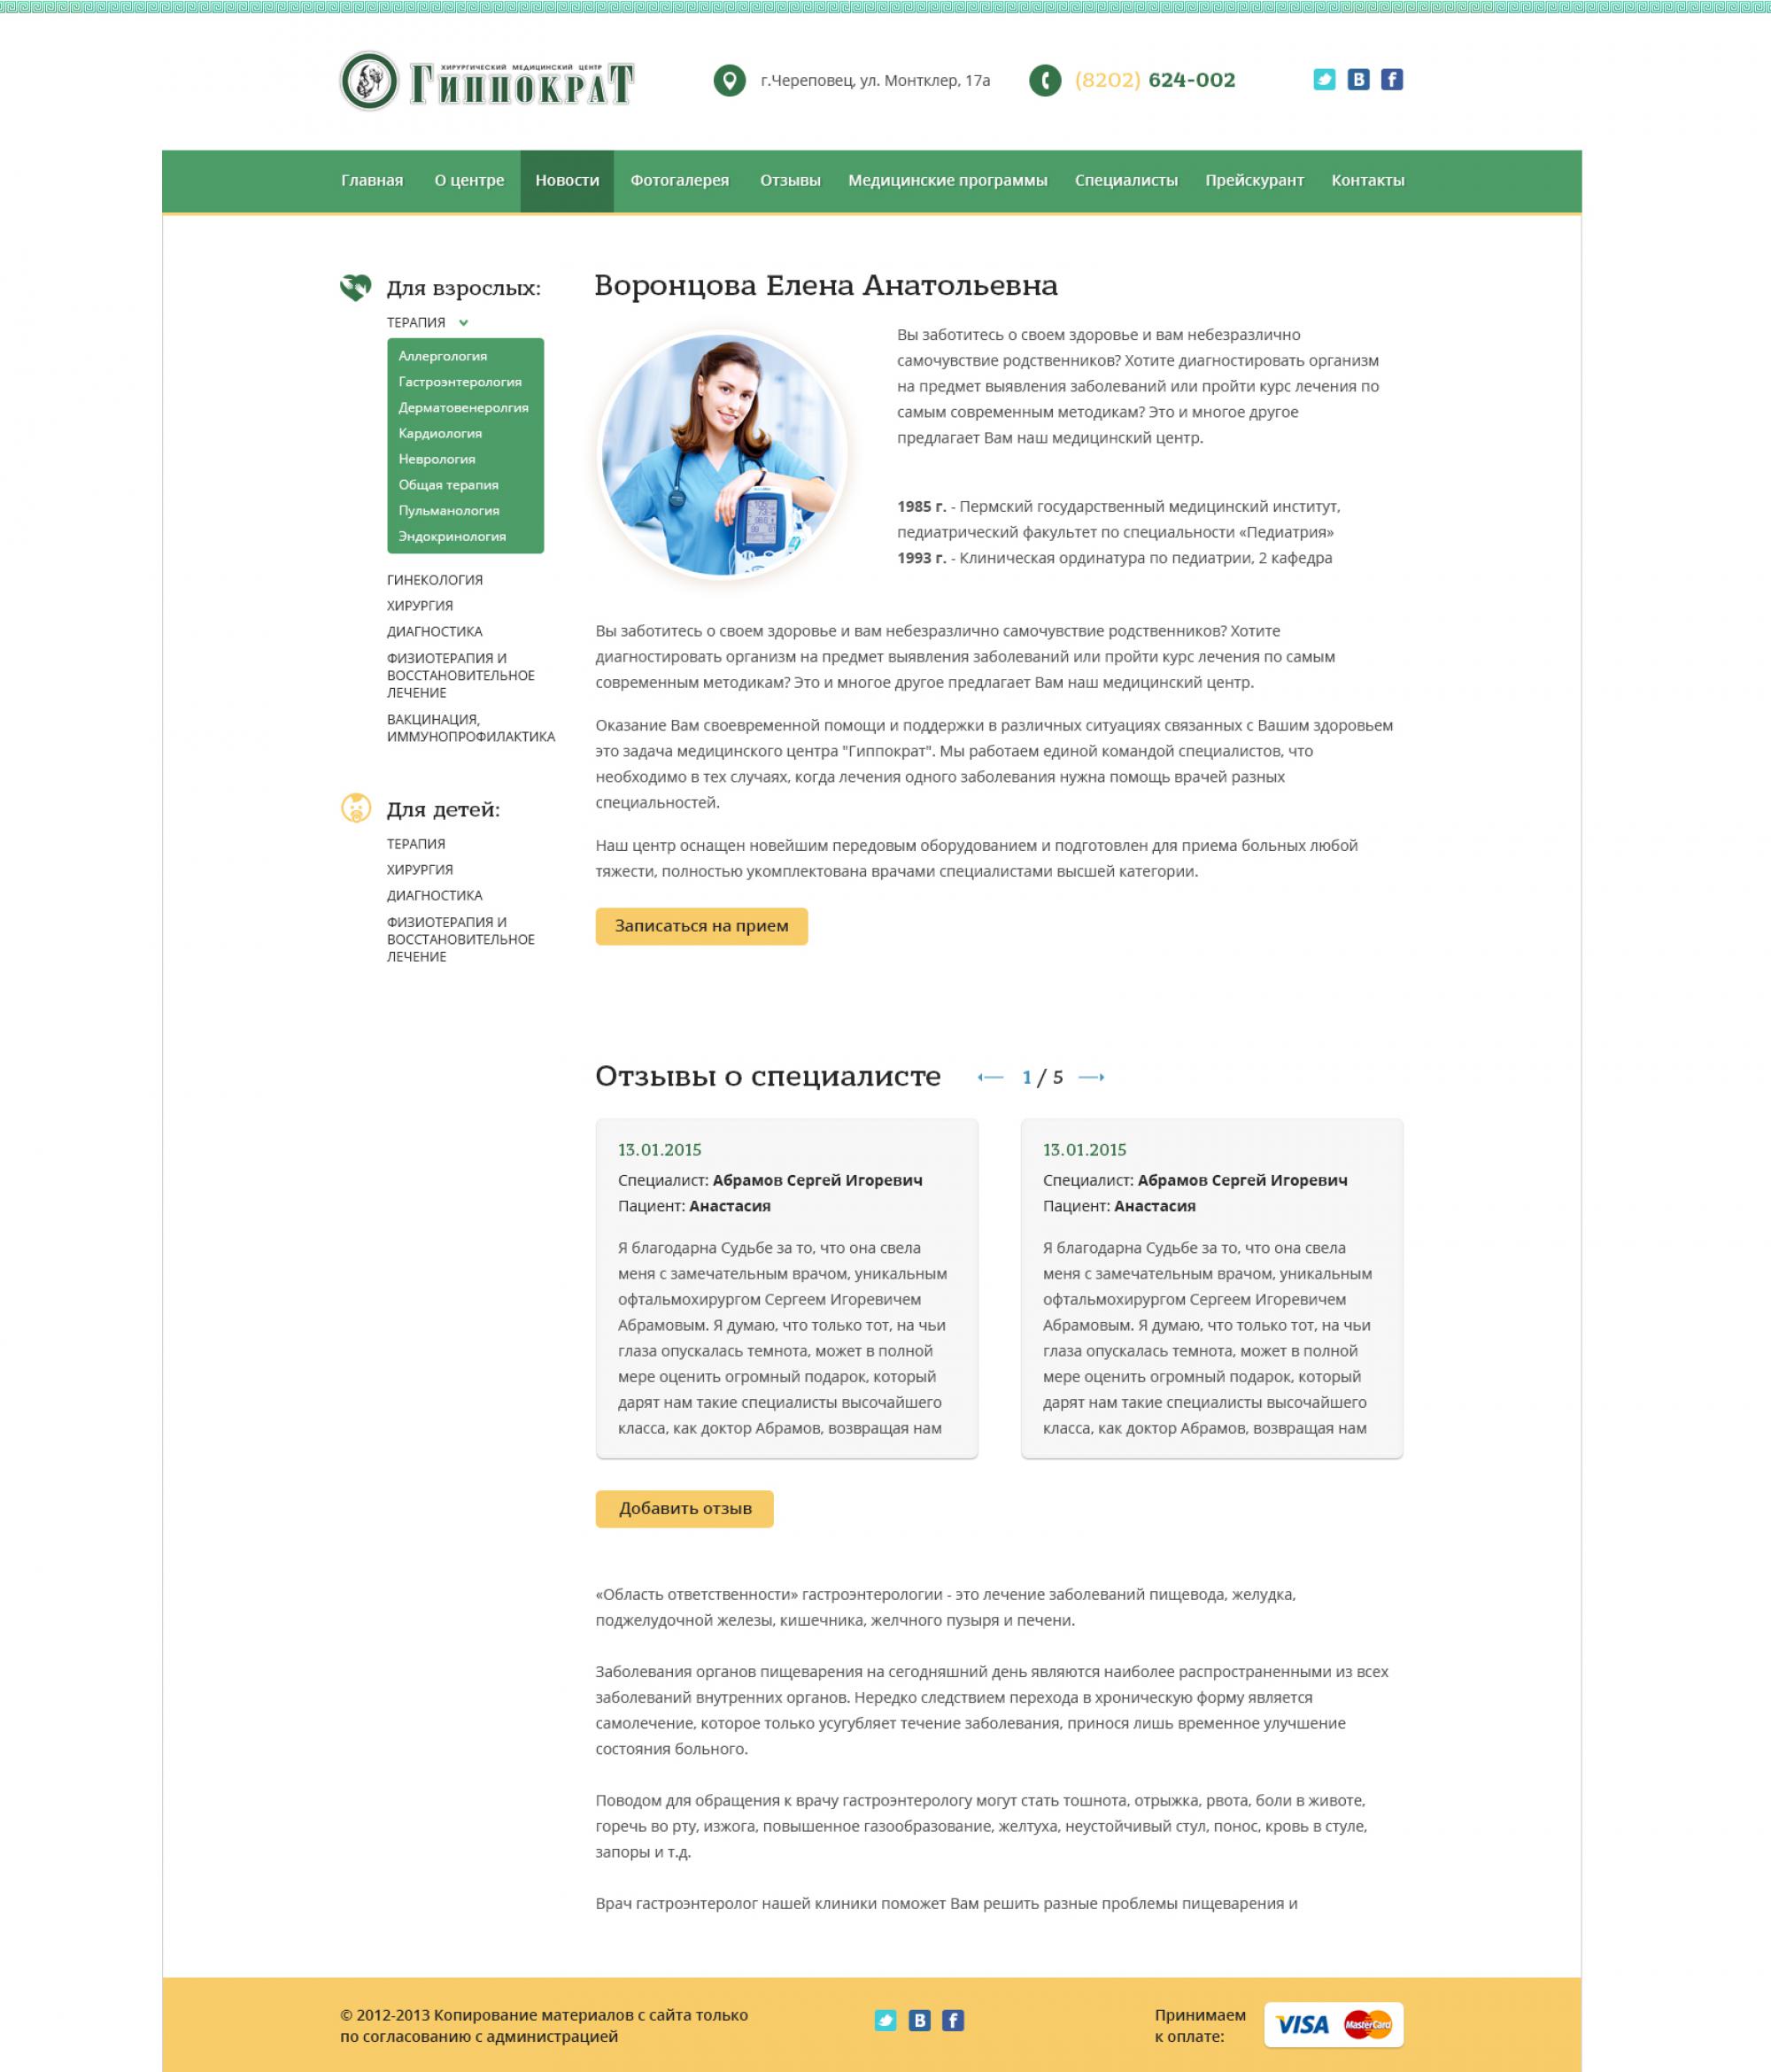 ХИРУРГИЧЕСКИЙ МЕДИЦИНСКИЙ ЦЕНТР
ГИППОКРАТ
г.Череповец, ул. Монтклер, 17а
(8202) 624-002
Главная О центре Новости Фотогалерея Отзывы Медицинские программы Специалисты Прейскурант Контакты
Для взрослых:
ТЕРАПИЯ
Аллергология
Гастроэнтерология
Дерматовенеролгия
Кардиология
Неврология
Общая терапия
Пульманология
Эндокринология
ГИНЕКОЛОГИЯ
ХИРУРГИЯ
ДИАГНОСТИКА
ФИЗИОТЕРАПИЯ И
ВОССТАНОВИТЕЛЬНОЕ
ЛЕЧЕНИЕ
ВАКЦИНАЦИЯ,
ИММУНОПРОФИЛАКТИКА
Для детей:
ТЕРАПИЯ
ХИРУРГИЯ
ДИАГНОСТИКА
ФИЗИОТЕРАПИЯ И
ВОССТАНОВИТЕЛЬНОЕ
ЛЕЧЕНИЕ
Воронцова Елена Анатольевна
Вы заботитесь о своем здоровье и вам небезразлично
самочувствие родственников? Хотите диагностировать организм
на предмет выявления заболеваний или пройти курс лечения по
самым современным методикам? Это и многое другое
предлагает Вам наш медицинский центр.
1985 г. - Пермский государственный медицинский институт,
педиатрический факультет по специальности «Педиатрия»
1993 г. - Клиническая ординатура по педиатрии, 2 кафедра
Вы заботитесь о своем здоровье и вам небезразлично самочувствие родственников? Хотите
диагностировать организм на предмет выявления заболеваний или пройти курс лечения по самым
современным методикам? Это и многое другое предлагает Вам наш медицинский центр.
Оказание Вам своевременной помощи и поддержки в различных ситуациях связанных с Вашим здоровьем
это задача медицинского центра "Гиппократ". Мы работаем единой командой специалистов, что
необходимо в тех случаях, когда лечения одного заболевания нужна помощь врачей разных
специальностей.
Наш центр оснащен новейшим передовым оборудованием и подготовлен для приема больных любой
тяжести, полностью укомплектована врачами специалистами высшей категории.
Записаться на прием
Отзывы о специалисте 1 / 5
13.01.2015
Специалист: Абрамов Сергей Игоревич
Пациент: Анастасия
Я благодарна Судьбе за то, что она свела
меня с замечательным врачом, уникальным
офтальмохирургом Сергеем Игоревичем
Абрамовым. Я думаю, что только тот, на чьи
глаза опускалась темнота, может в полной
мере оценить огромный подарок, который
дарят нам такие специалисты высочайшего
класса, как доктор Абрамов, возвращая нам
13.01.2015
Специалист: Абрамов Сергей Игоревич
Пациент: Анастасия
Я благодарна Судьбе за то, что она свела
меня с замечательным врачом, уникальным
офтальмохирургом Сергеем Игоревичем
Абрамовым. Я думаю, что только тот, на чьи
глаза опускалась темнота, может в полной
мере оценить огромный подарок, который
дарят нам такие специалисты высочайшего
класса, как доктор Абрамов, возвращая нам
Добавить отзыв
«Область ответственности» гастроэнтерологии - это лечение заболеваний пищевода, желудка,
поджелудочной железы, кишечника, желчного пузыря и печени.
Заболевания органов пищеварения на сегодняшний день являются наиболее распространенными из всех
заболеваний внутренних органов. Нередко следствием перехода в хроническую форму является
самолечение, которое только усугубляет течение заболевания, принося лишь временное улучшение
состояния больного.
Поводом для обращения к врачу гастроэнтерологу могут стать тошнота, отрыжка, рвота, боли в животе,
горечь во рту, изжога, повышенное газообразование, желтуха, неустойчивый стул, понос, кровь в стуле,
запоры и т.д.
Врач гастроэнтеролог нашей клиники поможет Вам решить разные проблемы пищеварения и
© 2012-2013 Копирование материалов с сайта только
по согласованию с администрацией
Принимаем
к оплате:
VISA MasterCard